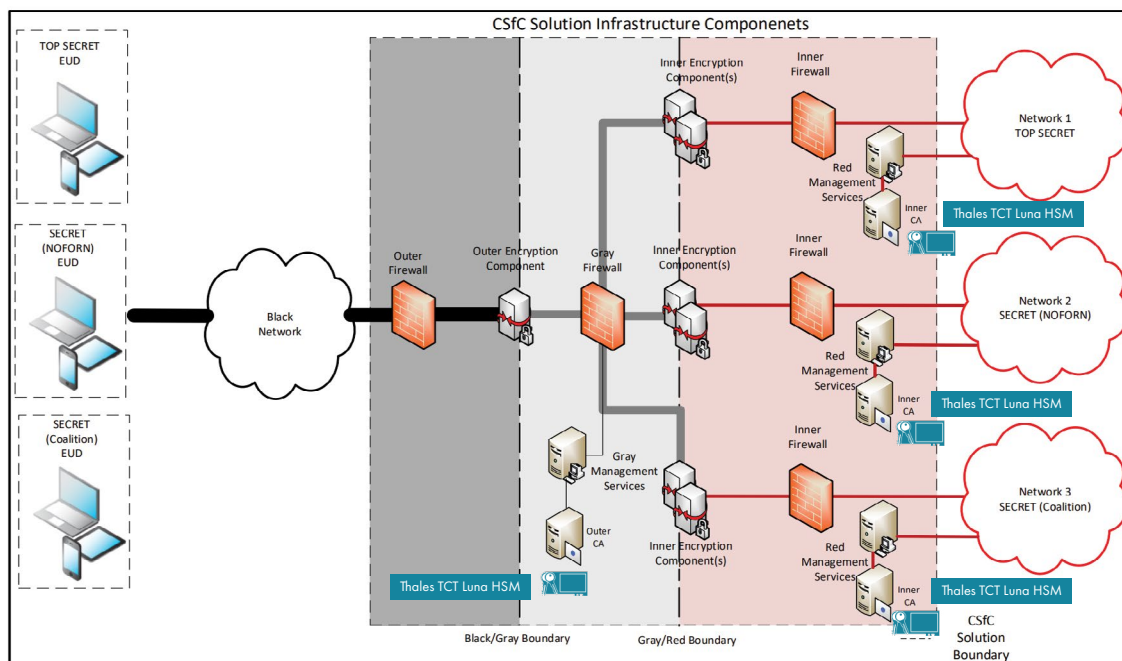 CSfC Solution Infrastructure Componenets
TOP SECRET
EUD
SECRET
(NOFORN)
EUD
SECRET
(Coalition)
EUD
Black
Network
Outer
Firewall
Outer Encryption
Component
Gray
Firewall
Inner Encryption
Component(s)
Inner
Firewall
Network 1
TOP SECRET
Red
Management
Services
Inner
CA
Thales TCT Luna HSM
Inner Encryption
Component(s)
Inner
Firewall
Network 2
SECRET (NOFORN)
Red
Management
Services
Inner
CA
Thales TCT Luna HSM
Gray
Management
Services
Outer
CA
Thales TCT Luna HSM
Inner Encryption
Component(s)
Inner
Firewall
Network 3
SECRET (Coalition)
Red
Management
Services
Inner
CA
Thales TCT Luna HSM
Black/Gray Boundary
Gray/Red Boundary
CSfC
Solution
Boundary